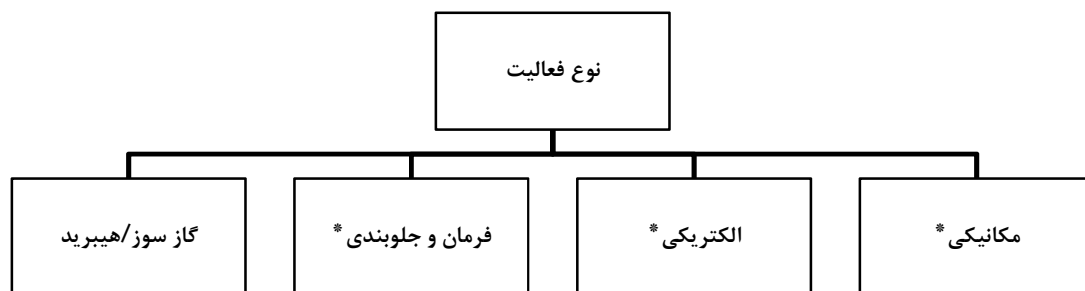 نوع فعالیت
مکانیکی*
الکتریکی*
فرمان و جلوبندی*
گاز سوز/هیبرید